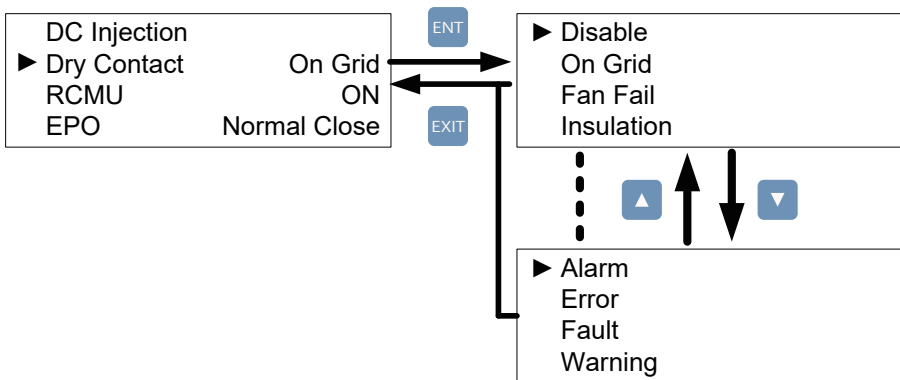 DC Injection
► Dry Contact On Grid
RCMU ON
EPO Normal Close
ENT
EXIT
► Disable
On Grid
Fan Fail
Insulation
▲ ▼
► Alarm
Error
Fault
Warning